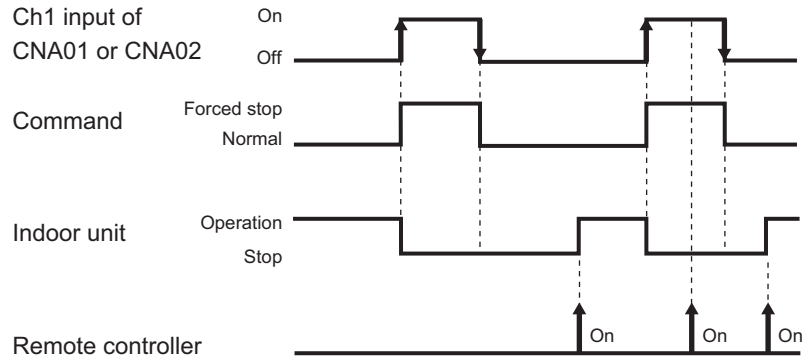 Ch1 input of
CNA01 or CNA02
On
Off
Command
Forced stop
Normal
Indoor unit
Operation
Stop
Remote controller
On
On
On